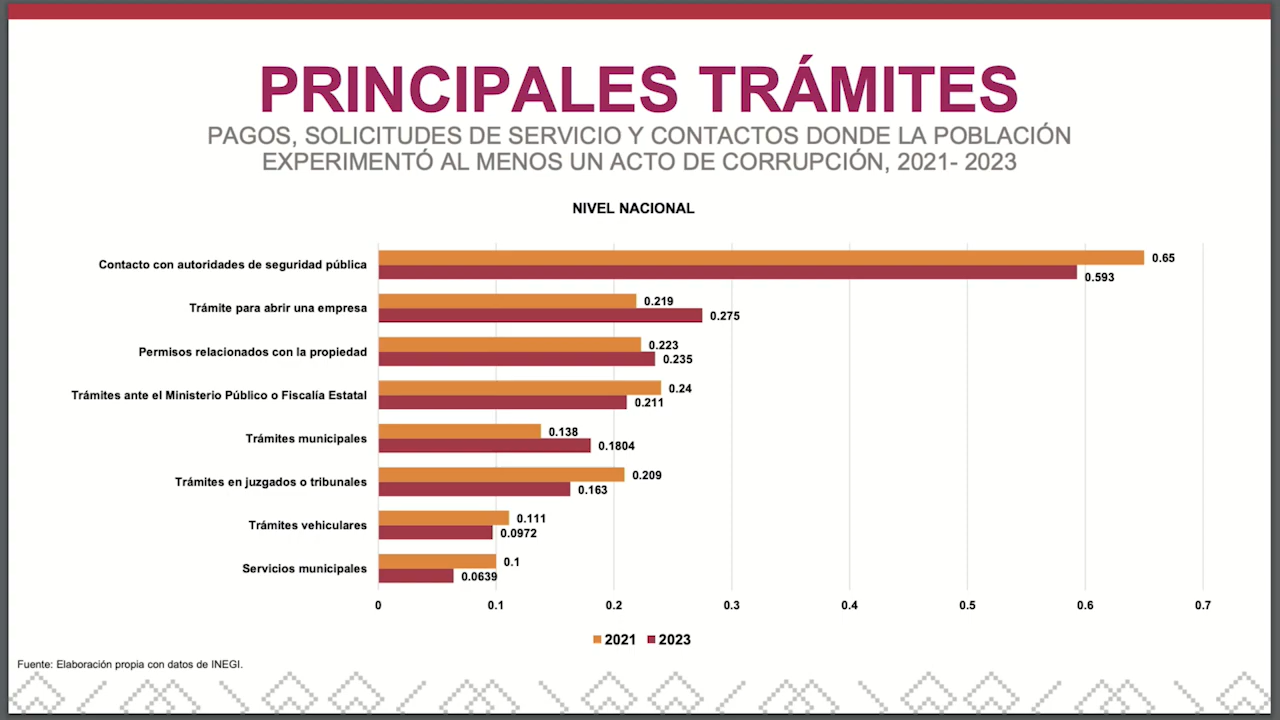 PRINCIPALES TRÁMITES
PAGOS, SOLICITUDES DE SERVICIO Y CONTACTOS DONDE LA POBLACIÓN
EXPERIMENTÓ AL MENOS UN ACTO DE CORRUPCIÓN, 2021- 2023
NIVEL NACIONAL
Contacto con autoridades de seguridad pública
0.65
0.593
Trámite para abrir una empresa
0.219
0.275
Permisos relacionados con la propiedad
0.223
0.235
Trámites ante el Ministerio Público o Fiscalía Estatal
0.24
0.211
Trámites municipales
0.138
0.1804
Trámites en juzgados o tribunales
0.209
0.163
Trámites vehiculares
0.111
0.0972
Servicios municipales
0.1
0.0639
0 0.1 0.2 0.3 0.4 0.5 0.6 0.7
2021 2023
Fuente: Elaboración propia con datos de INEGI.